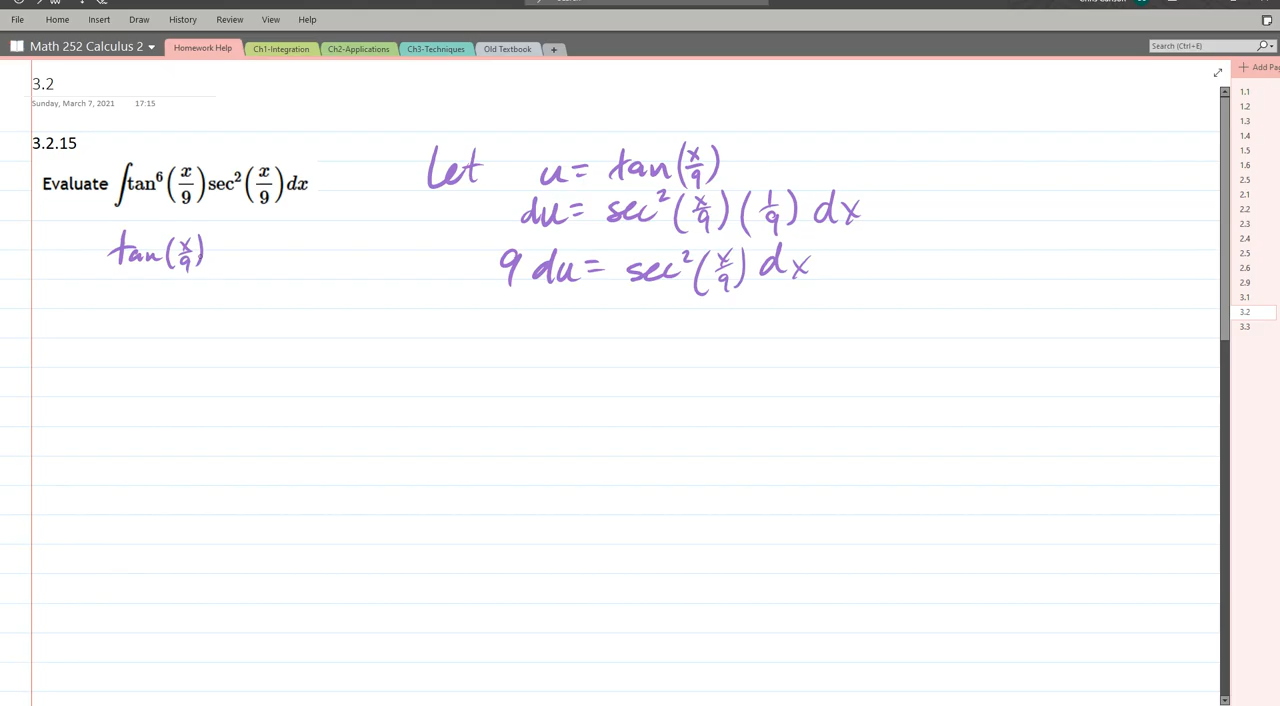 File Home Insert Draw History Review View Help
Math 252 Calculus 2 Homework Help Ch1-Integration Ch2-Applications Ch3-Techniques Old Textbook + Search (Ctrl+E)
Add Pag
3.2
Sunday, March 7, 2021 17:15
3.2.15
Evaluate ∫tan⁶(x/9)sec²(x/9)dx
tan(x/9)
Let u = tan(x/9)
du = sec²(x/9)(1/9) dx
9 du = sec²(x/9) dx
1.1
1.2
1.3
1.4
1.5
1.6
2.5
2.1
2.2
2.3
2.4
2.5
2.6
2.9
3.1
3.2
3.3